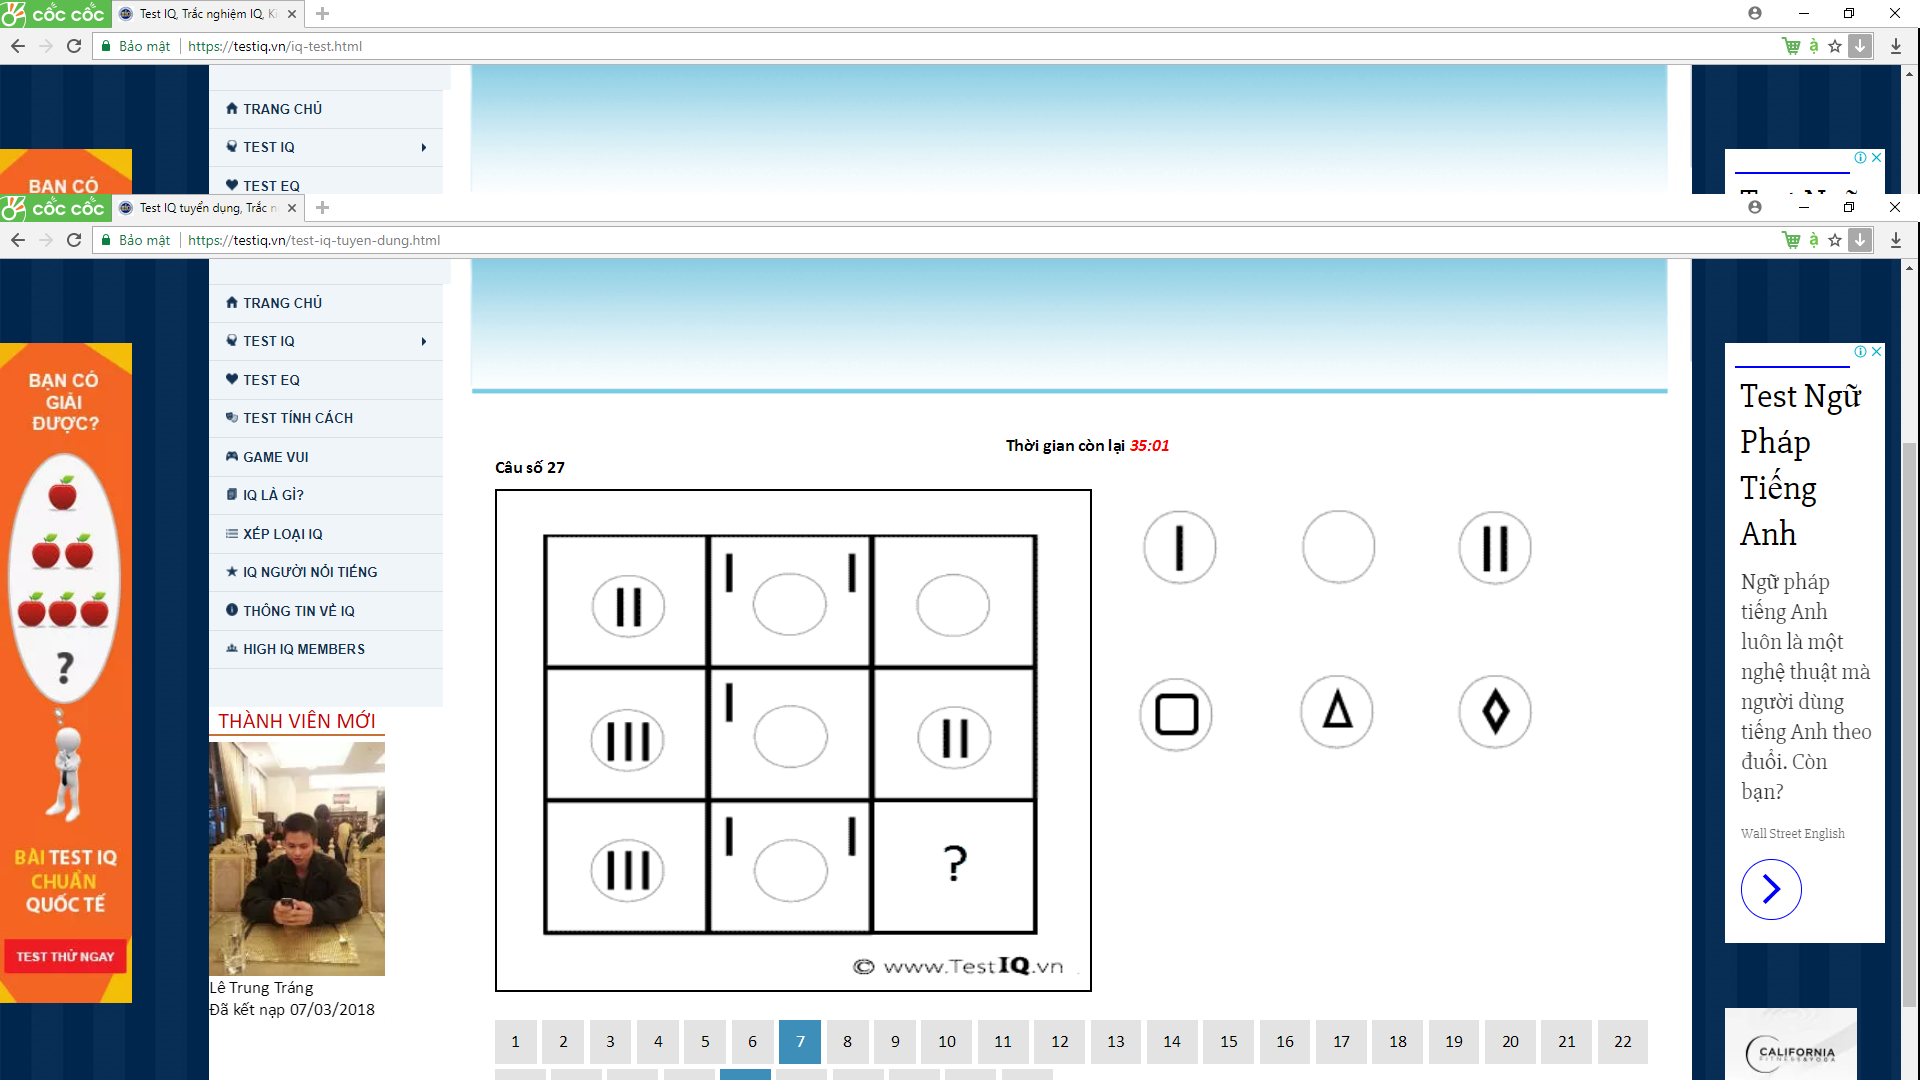 cốc cốc
Test IQ, Trắc nghiệm IQ, Ki
Bảo mật
https://testiq.vn/iq-test.html
ạ
TRANG CHỦ
TEST IQ
TEST EQ
BẠN CÓ
cốc cốc
Test IQ tuyển dụng, Trắc n
Bảo mật
https://testiq.vn/test-iq-tuyen-dung.html
ạ
TRANG CHỦ
TEST IQ
TEST EQ
TEST TÍNH CÁCH
GAME VUI
IQ LÀ GÌ?
XẾP LOẠI IQ
IQ NGƯỜI NỔI TIẾNG
THÔNG TIN VỀ IQ
HIGH IQ MEMBERS
THÀNH VIÊN MỚI
Lê Trung Tráng
Đã kết nạp 07/03/2018
BẠN CÓ
GIẢI
ĐƯỢC?
?
BÀI TEST IQ
CHUẨN
QUỐC TẾ
TEST THỬ NGAY
Thời gian còn lại 35:01
Câu số 27
?
© www.TestIQ.vn
1 2 3 4 5 6 7 8 9 10 11 12 13 14 15 16 17 18 19 20 21 22
Test Ngữ
Pháp
Tiếng
Anh
Ngữ pháp
tiếng Anh
luôn là một
nghệ thuật mà
người dùng
tiếng Anh theo
đuổi. Còn
bạn?
Wall Street English
CALIFORNIA
FITNESS & YOGA